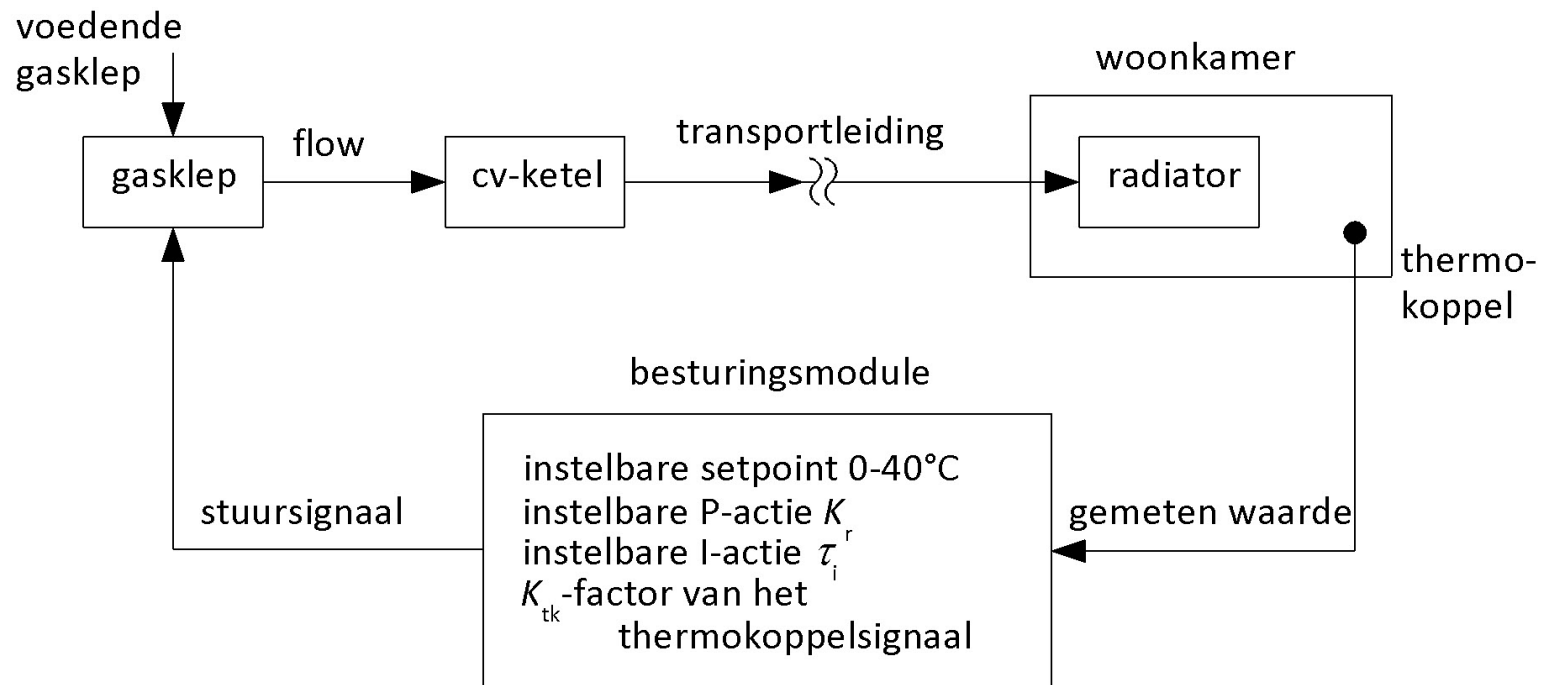 voedende
gasklep
woonkamer
transportleiding
flow
gasklep
cv-ketel
radiator
thermo-
koppel
besturingsmodule
instelbare setpoint 0-40°C
instelbare P-actie Kr
instelbare I-actie τi
Ktk-factor van het
thermokoppelsignaal
stuursignaal
gemeten waarde